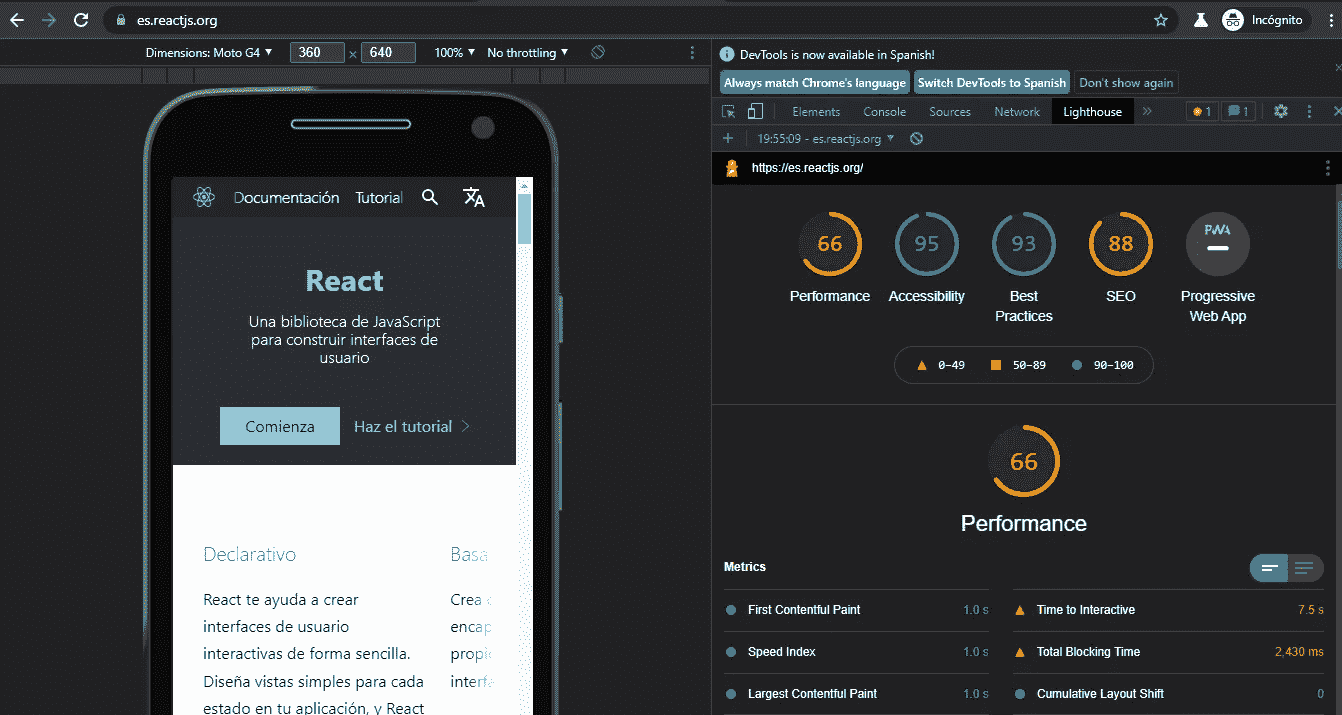 es.reactjs.org
Incógnito
Dimensions: Moto G4
360 × 640
100%
No throttling
DevTools is now available in Spanish!
Always match Chrome's language
Switch DevTools to Spanish
Don't show again
Elements
Console
Sources
Network
Lighthouse
»
1
1
19:55:09 - es.reactjs.org
https://es.reactjs.org/
Documentación
Tutorial
React
Una biblioteca de JavaScript
para construir interfaces de
usuario
Comienza
Haz el tutorial
Declarativo
React te ayuda a crear
interfaces de usuario
interactivas de forma sencilla.
Diseña vistas simples para cada
estado en tu aplicación, y React
Basa
Crea
encap
propi
interf
66
Performance
95
Accessibility
93
Best
Practices
88
SEO
PWA
Progressive
Web App
0–49
50–89
90–100
66
Performance
Metrics
First Contentful Paint 1.0 s
Time to Interactive 7.5 s
Speed Index 1.0 s
Total Blocking Time 2,430 ms
Largest Contentful Paint 1.0 s
Cumulative Layout Shift 0